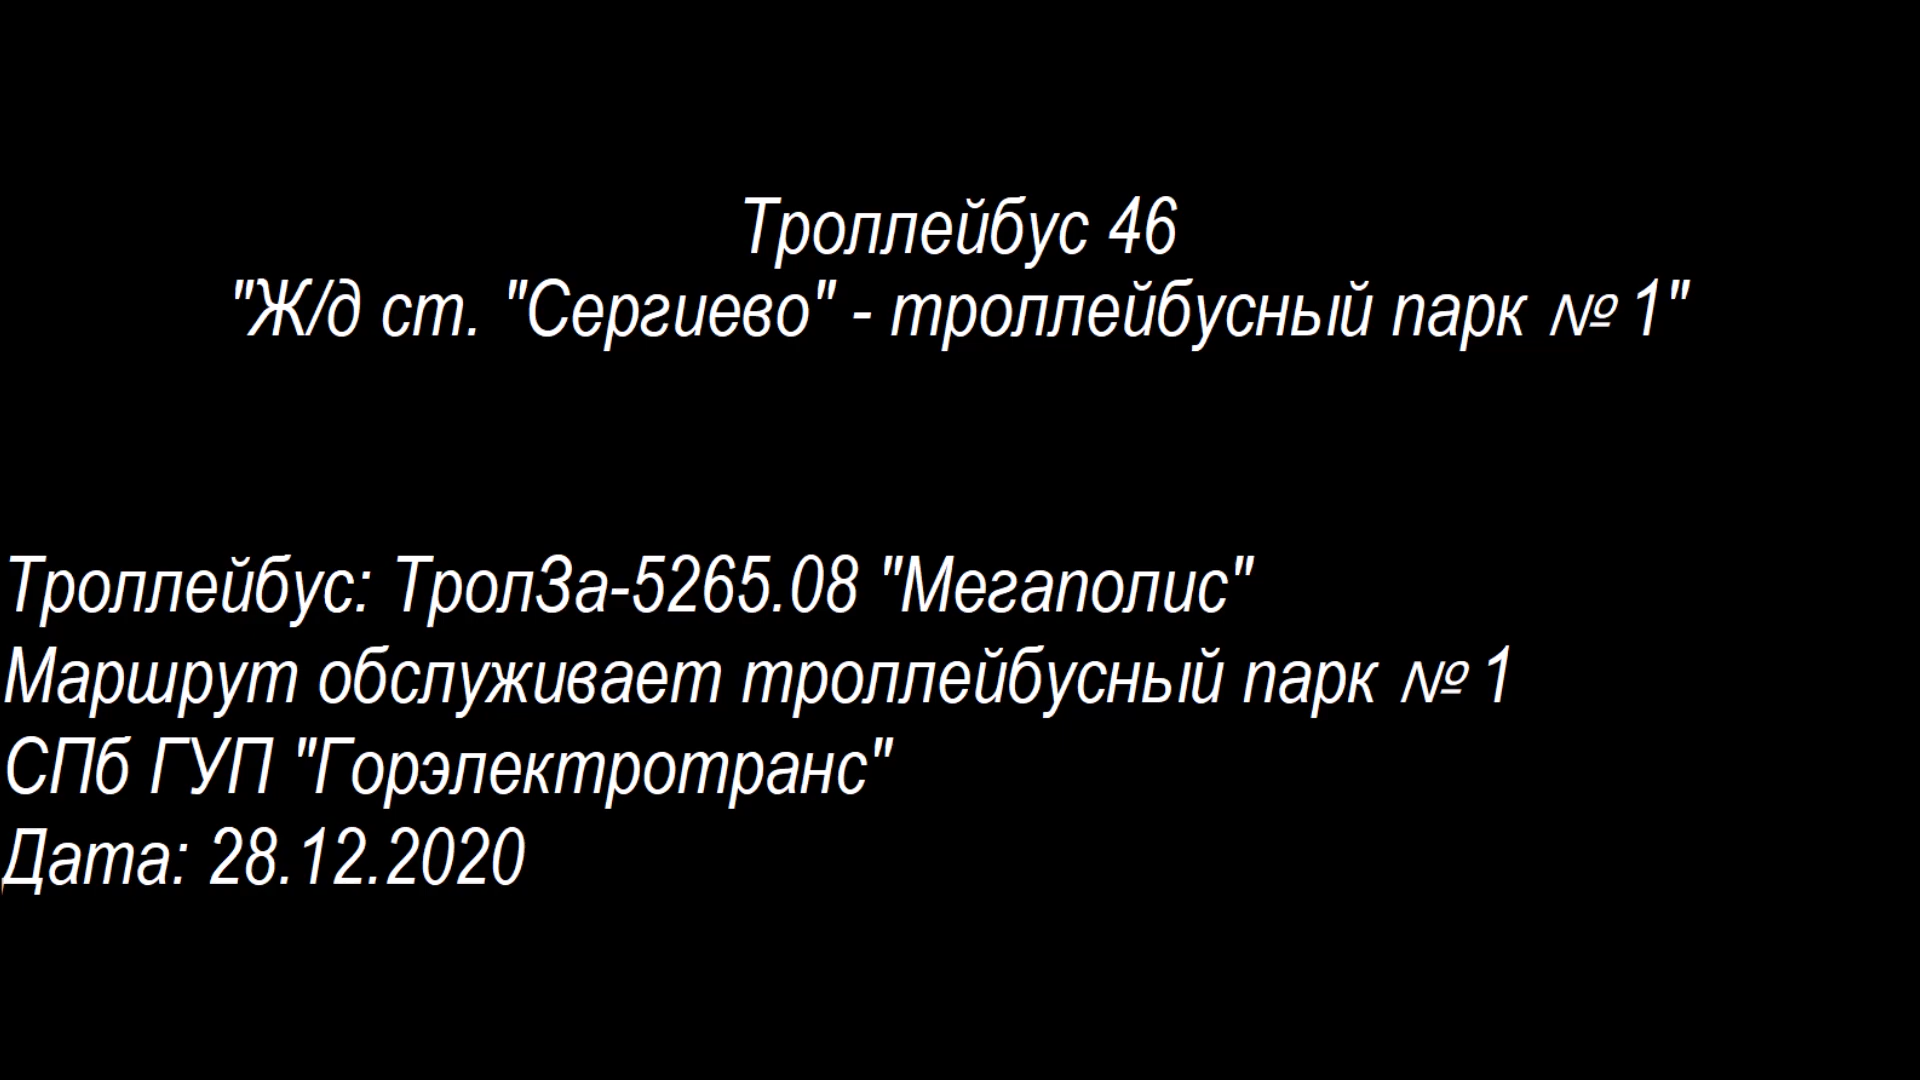 Троллейбус 46
"Ж/д ст. "Сергиево" - троллейбусный парк № 1"
Троллейбус: ТролЗа-5265.08 "Мегаполис"
Маршрут обслуживает троллейбусный парк № 1
СПб ГУП "Горэлектротранс"
Дата: 28.12.2020